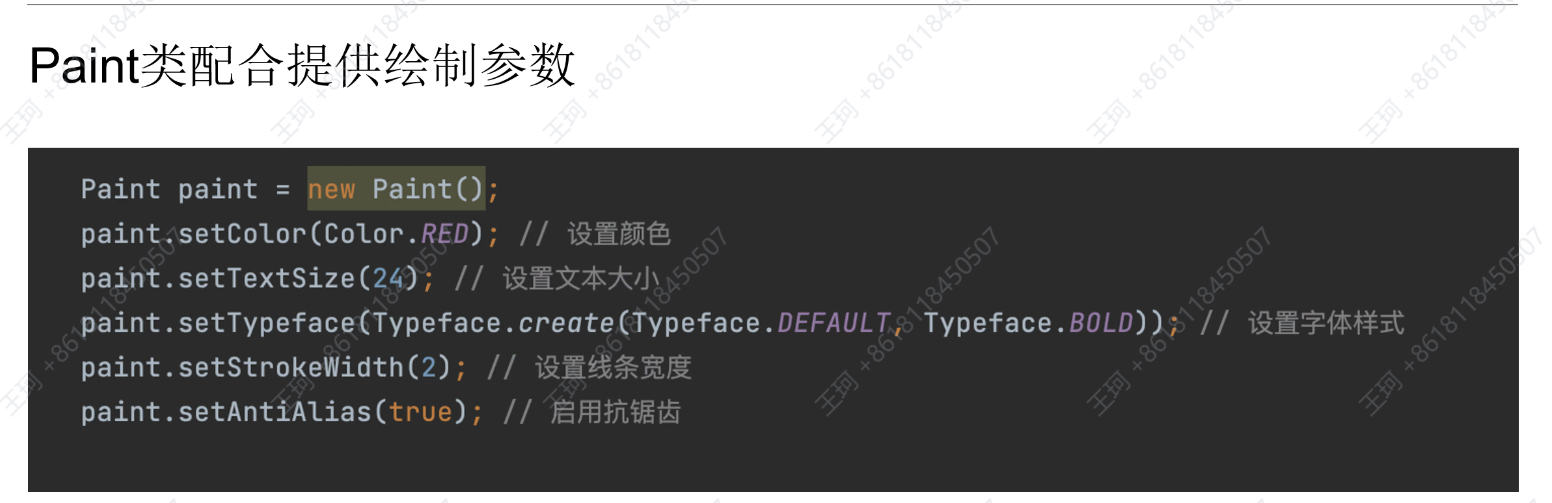 Paint类配合提供绘制参数
Paint paint = new Paint();
paint.setColor(Color.RED); // 设置颜色
paint.setTextSize(24); // 设置文本大小
paint.setTypeface(Typeface.create(Typeface.DEFAULT, Typeface.BOLD)); // 设置字体样式
paint.setStrokeWidth(2); // 设置线条宽度
paint.setAntiAlias(true); // 启用抗锯齿
王珂 +8618118450507